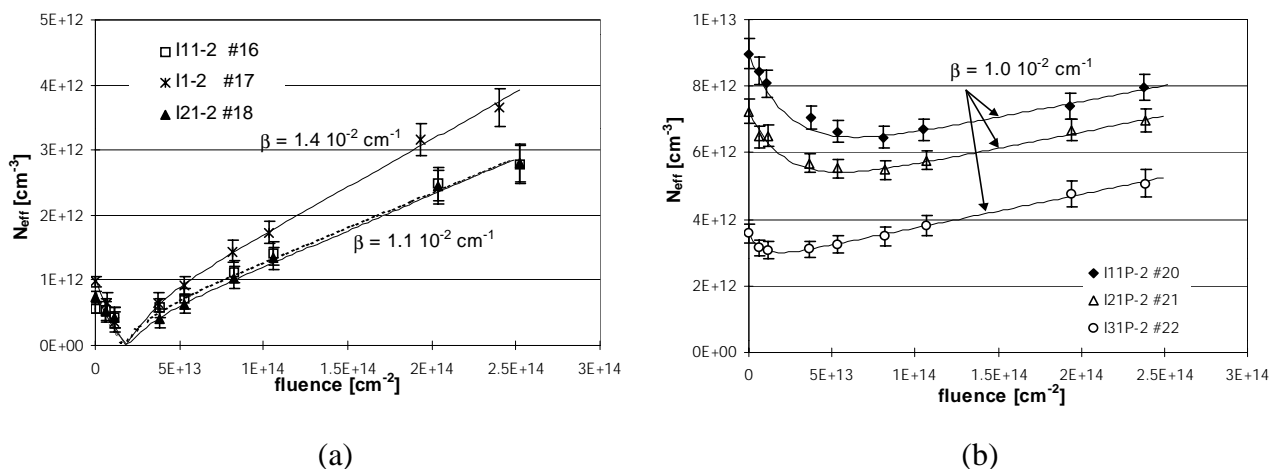 5E+12
4E+12
3E+12
2E+12
1E+12
0E+00
N_eff [cm^-3]
I11-2 #16
I1-2 #17
I21-2 #18
β = 1.4 10^-2 cm^-1
β = 1.1 10^-2 cm^-1
0 5E+13 1E+14 1.5E+14 2E+14 2.5E+14 3E+14
fluence [cm^-2]
(a)
1E+13
8E+12
6E+12
4E+12
2E+12
0E+00
N_eff [cm^-3]
β = 1.0 10^-2 cm^-1
I11P-2 #20
I21P-2 #21
I31P-2 #22
0 5E+13 1E+14 1.5E+14 2E+14 2.5E+14 3E+14
fluence [cm^-2]
(b)